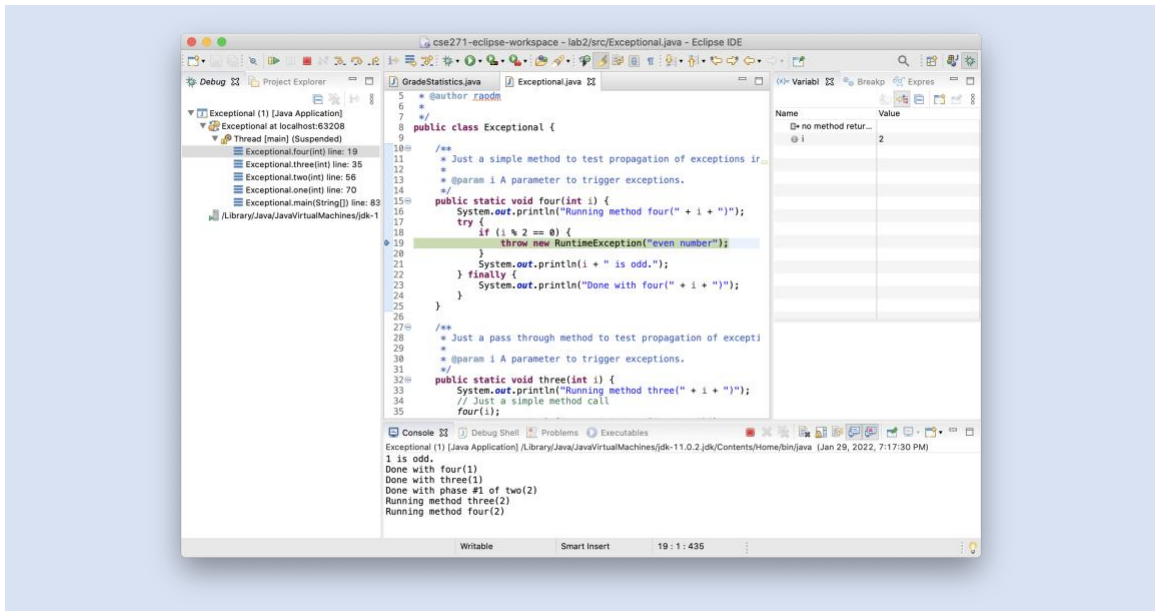 cse271-eclipse-workspace - lab2/src/Exceptional.java - Eclipse IDE
Debug
Project Explorer
Exceptional (1) [Java Application]
Exceptional at localhost:63208
Thread [main] (Suspended)
Exceptional.four(int) line: 19
Exceptional.three(int) line: 35
Exceptional.two(int) line: 56
Exceptional.one(int) line: 70
Exceptional.main(String[]) line: 83
/Library/Java/JavaVirtualMachines/jdk-1
GradeStatistics.java
Exceptional.java
5 * @author raodm
6 *
7 */
8 public class Exceptional {
9
10 /**
11 * Just a simple method to test propagation of exceptions ir
12 *
13 * @param i A parameter to trigger exceptions.
14 */
15 public static void four(int i) {
16 System.out.println("Running method four(" + i + ")");
17 try {
18 if (i % 2 == 0) {
19 throw new RuntimeException("even number");
20 }
21 System.out.println(i + " is odd.");
22 } finally {
23 System.out.println("Done with four(" + i + ")");
24 }
25 }
26
27 /**
28 * Just a pass through method to test propagation of excepti
29 *
30 * @param i A parameter to trigger exceptions.
31 */
32 public static void three(int i) {
33 System.out.println("Running method three(" + i + ")");
34 // Just a simple method call
35 four(i);
(x)= Variabl
Breakp
Expres
Name Value
no method retur...
i 2
Console
Debug Shell
Problems
Executables
Exceptional (1) [Java Application] /Library/Java/JavaVirtualMachines/jdk-11.0.2.jdk/Contents/Home/bin/java (Jan 29, 2022, 7:17:30 PM)
1 is odd.
Done with four(1)
Done with three(1)
Done with phase #1 of two(2)
Running method three(2)
Running method four(2)
Writable
Smart Insert
19 : 1 : 435